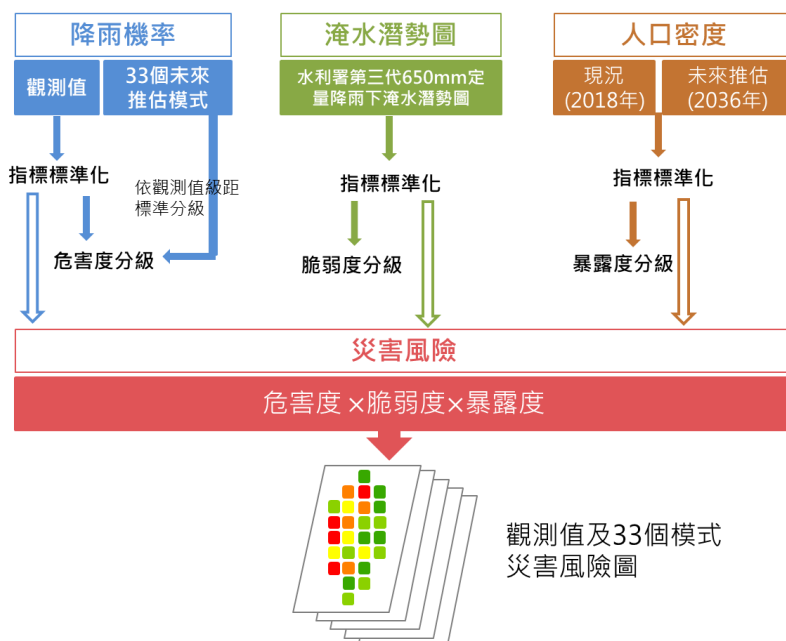 降雨機率
觀測值
33個未來
推估模式
指標標準化
依觀測值級距
標準分級
危害度分級
淹水潛勢圖
水利署第三代650mm定
量降雨下淹水潛勢圖
指標標準化
脆弱度分級
人口密度
現況
(2018年)
未來推估
(2036年)
指標標準化
暴露度分級
災害風險
危害度×脆弱度×暴露度
觀測值及33個模式
災害風險圖